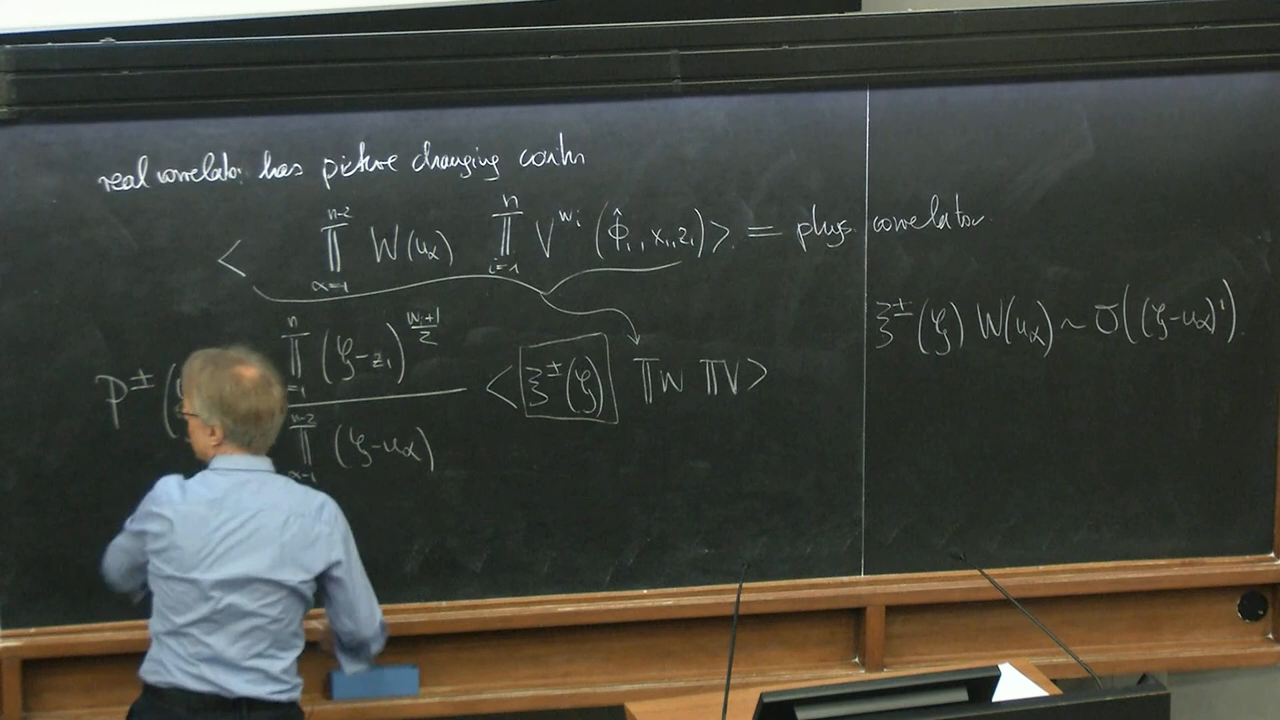 real correlator has picture changing contr
< ∏_{α=1}^{n-2} W(u_α) ∏_{i=1}^{n} V^{w_i} (Φ̂_i, x_i, z_i) > = phys. correlator
ξ^±(ζ) W(u_α) ~ O((ζ-u_α)^1).
P^± ( ∏_{i=1}^{n} (ζ-z_i)^{\frac{w_i+1}{2}} / ∏_{α=1}^{n-2} (ζ-u_α) < ξ^±(ζ) ∏W ∏V >